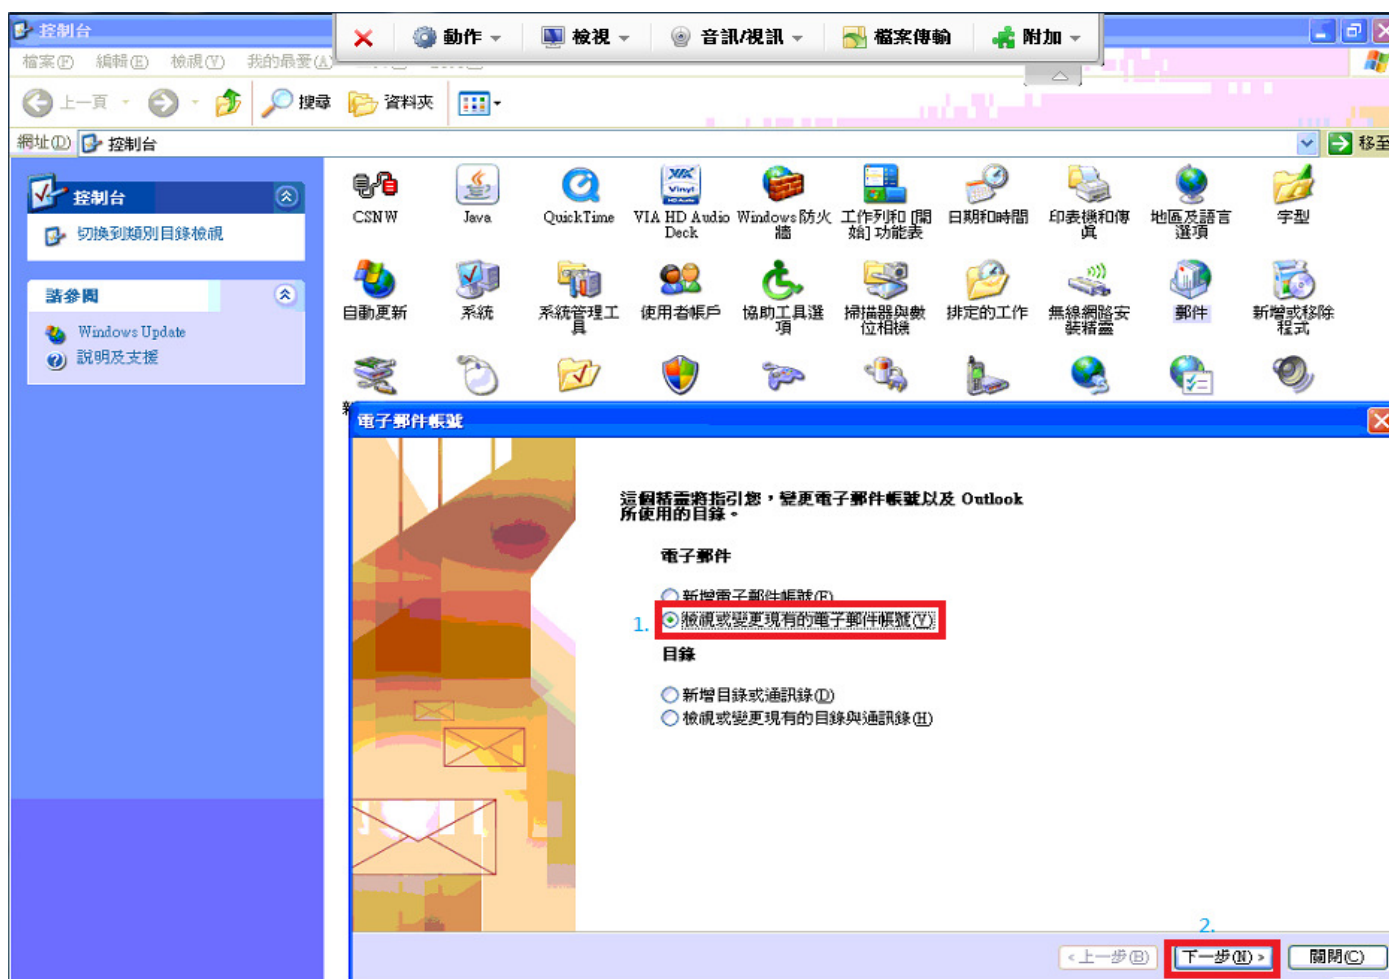 控制台
動作
檢視
音訊/視訊
檔案傳輸
附加
檔案(F) 編輯(E) 檢視(V) 我的最愛(A)
上一頁 搜尋 資料夾
網址(D) 控制台 移至
控制台
切換到類別目錄檢視
請參閱
Windows Update
說明及支援
CSNW
Java
QuickTime
VIA HD Audio
Deck
Windows 防火
牆
工作列和 [開
始] 功能表
日期和時間
印表機和傳
真
地區及語言
選項
字型
自動更新
系統
系統管理工
具
使用者帳戶
協助工具選
項
掃描器與數
位相機
排定的工作
無線網路安
裝精靈
郵件
新增或移除
程式
電子郵件帳號
這個精靈將指引您，變更電子郵件帳號以及 Outlook
所使用的目錄。
電子郵件
新增電子郵件帳號(E)
1. 檢視或變更現有的電子郵件帳號(V)
目錄
新增目錄或通訊錄(D)
檢視或變更現有的目錄與通訊錄(H)
2.
<上一步(B) 下一步(N)> 關閉(C)